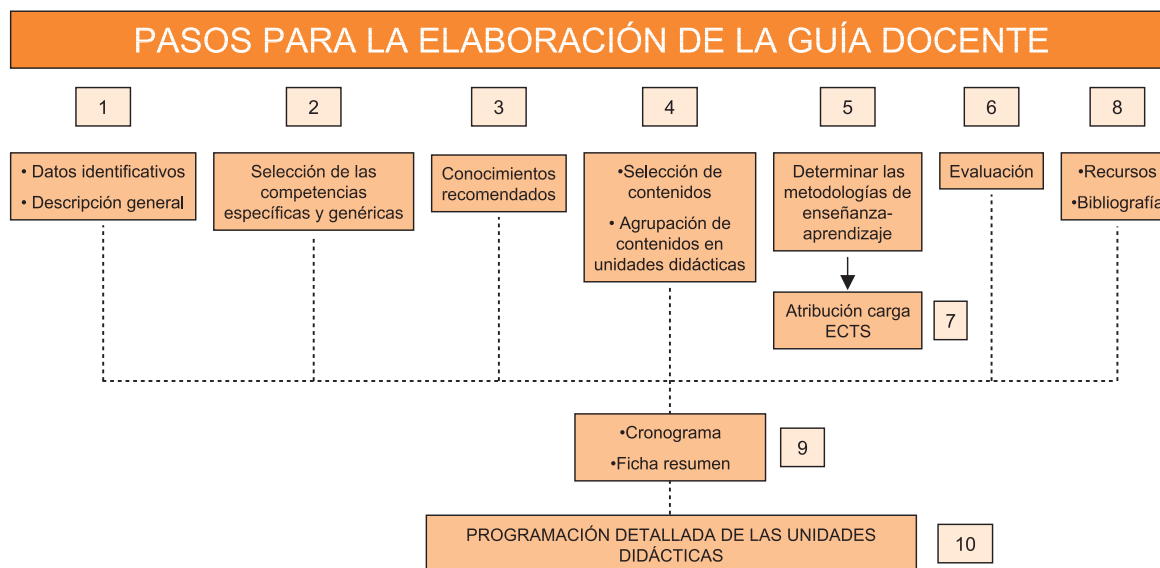 PASOS PARA LA ELABORACIÓN DE LA GUÍA DOCENTE
1
2
3
4
5
6
8
• Datos identificativos
• Descripción general
Selección de las
competencias
específicas y genéricas
Conocimientos
recomendados
•Selección de
contenidos
• Agrupación de
contenidos en
unidades didácticas
Determinar las
metodologías de
enseñanza-
aprendizaje
Evaluación
•Recursos
•Bibliografía
Atribución carga
ECTS
7
•Cronograma
•Ficha resumen
9
PROGRAMACIÓN DETALLADA DE LAS UNIDADES
DIDÁCTICAS
10